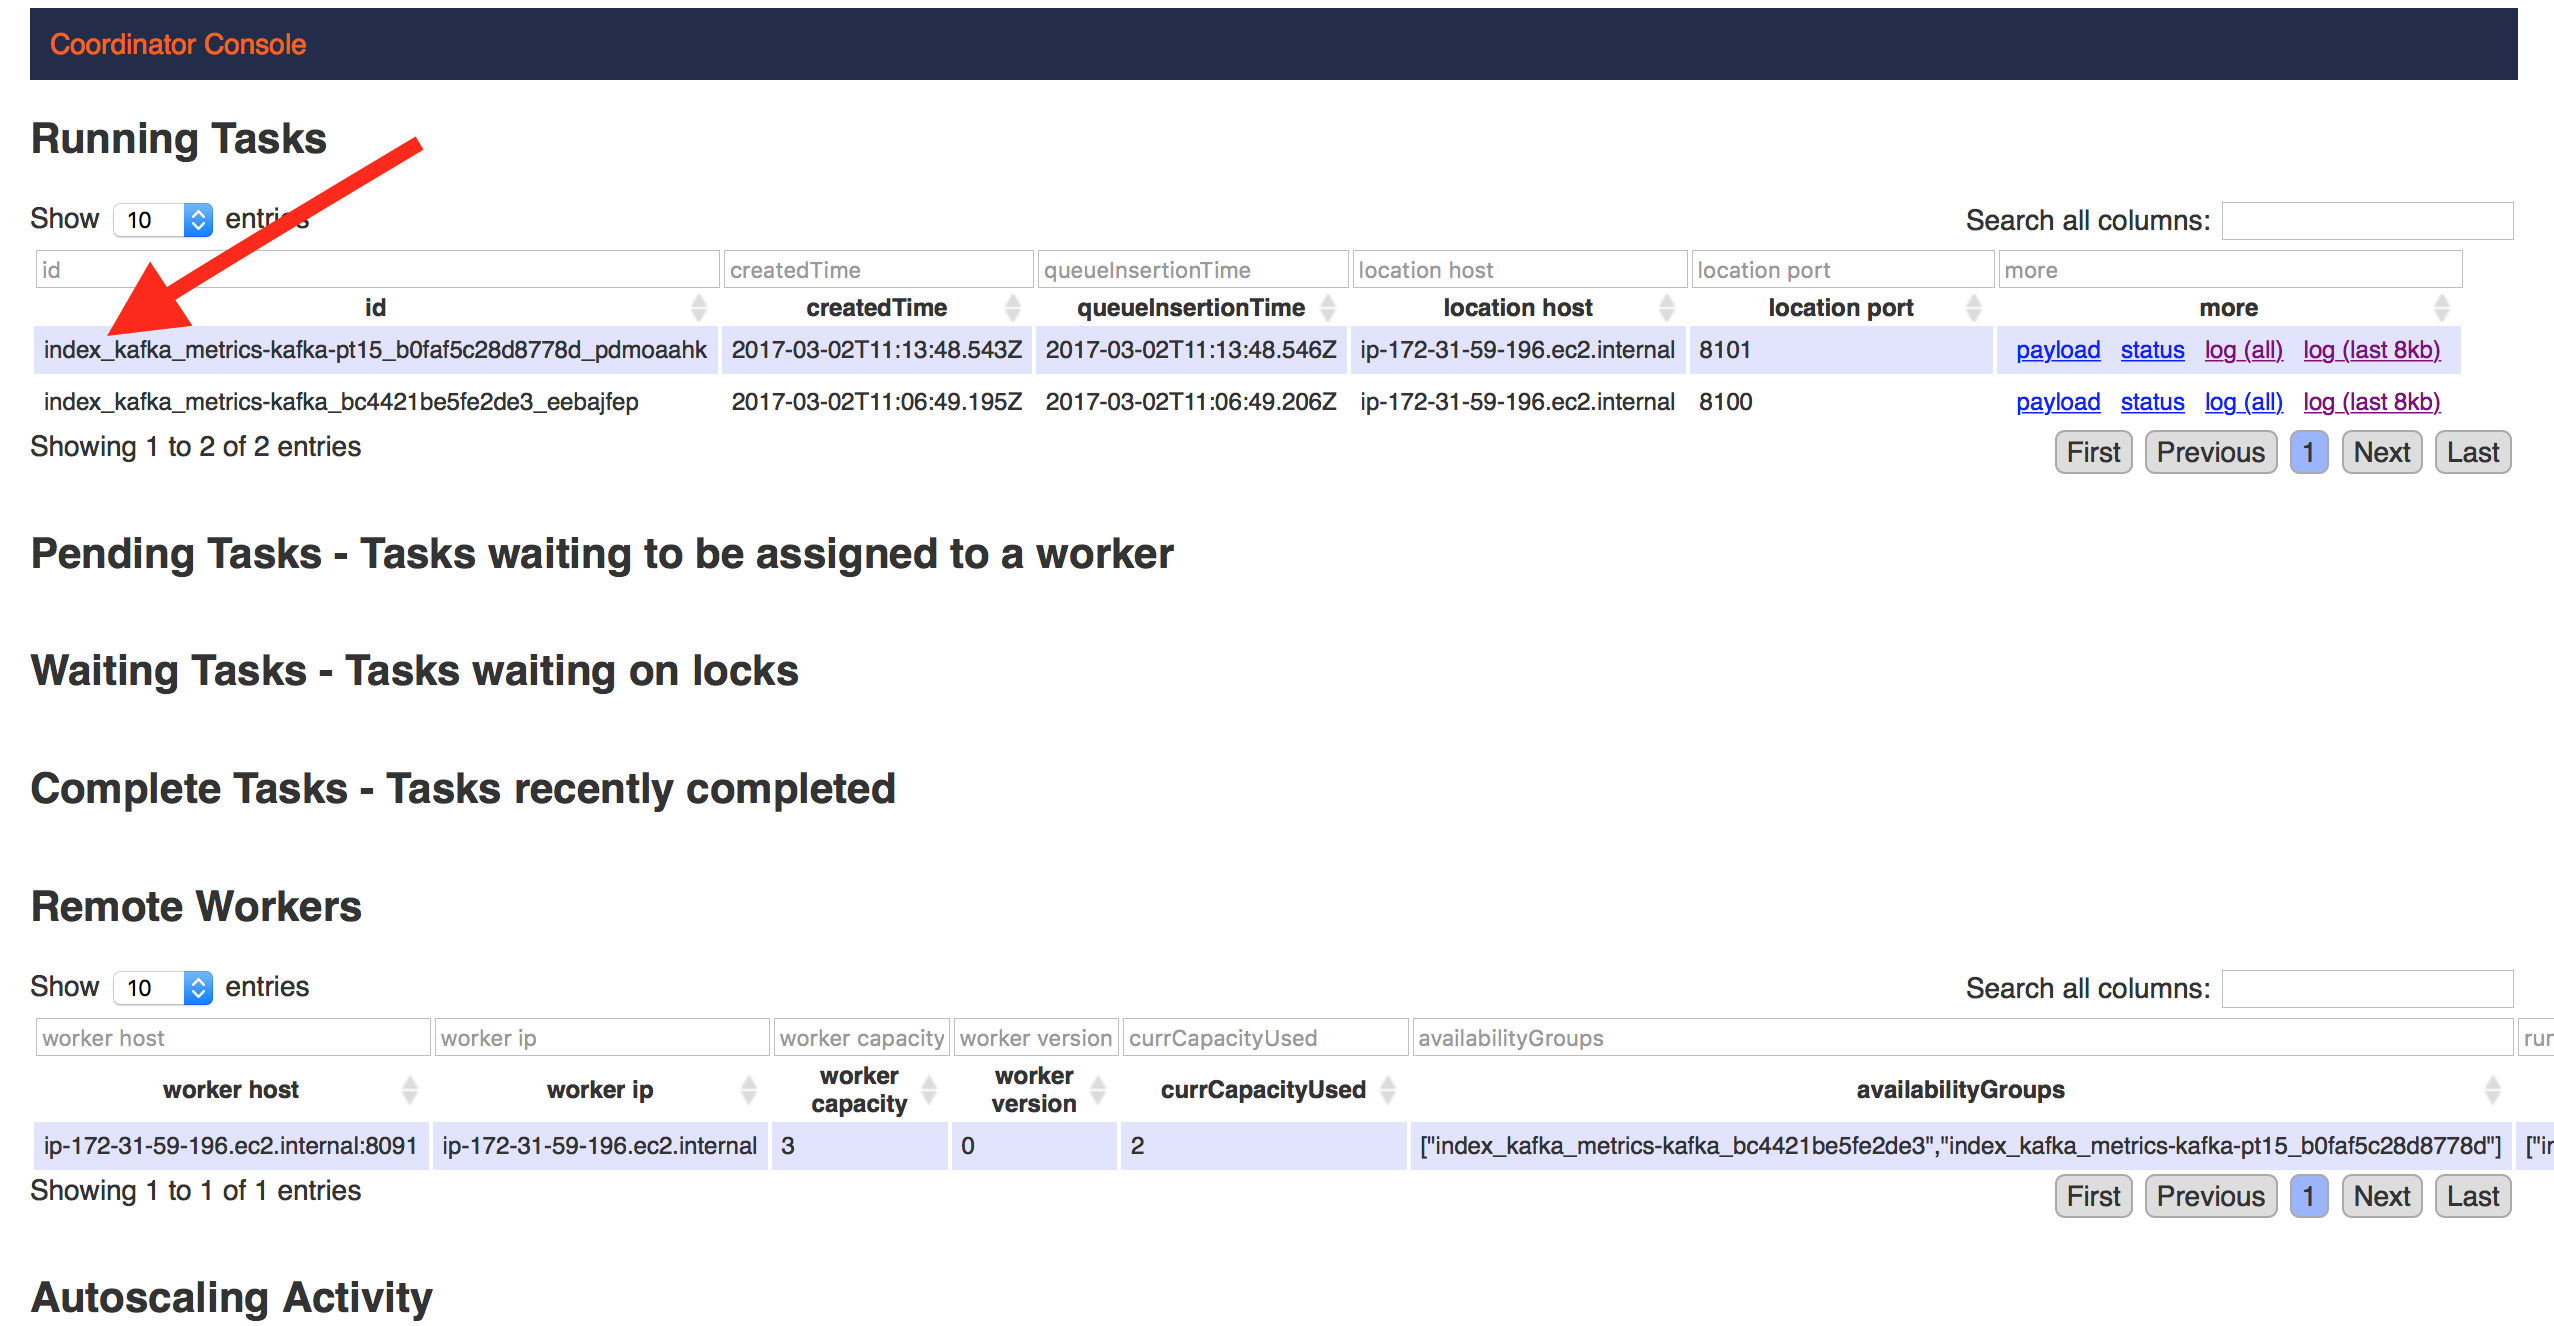 Coordinator Console
Running Tasks
Show 10 entries
Search all columns:
id createdTime queueInsertionTime location host location port more
id createdTime queueInsertionTime location host location port more
index_kafka_metrics-kafka-pt15_b0faf5c28d8778d_pdmoaahk 2017-03-02T11:13:48.543Z 2017-03-02T11:13:48.546Z ip-172-31-59-196.ec2.internal 8101 payload status log (all) log (last 8kb)
index_kafka_metrics-kafka_bc4421be5fe2de3_eebajfep 2017-03-02T11:06:49.195Z 2017-03-02T11:06:49.206Z ip-172-31-59-196.ec2.internal 8100 payload status log (all) log (last 8kb)
Showing 1 to 2 of 2 entries
First Previous 1 Next Last
Pending Tasks - Tasks waiting to be assigned to a worker
Waiting Tasks - Tasks waiting on locks
Complete Tasks - Tasks recently completed
Remote Workers
Show 10 entries
Search all columns:
worker host worker ip worker capacity worker version currCapacityUsed availabilityGroups run
worker host worker ip worker capacity worker version currCapacityUsed availabilityGroups
ip-172-31-59-196.ec2.internal:8091 ip-172-31-59-196.ec2.internal 3 0 2 ["index_kafka_metrics-kafka_bc4421be5fe2de3","index_kafka_metrics-kafka-pt15_b0faf5c28d8778d"]
Showing 1 to 1 of 1 entries
First Previous 1 Next Last
Autoscaling Activity